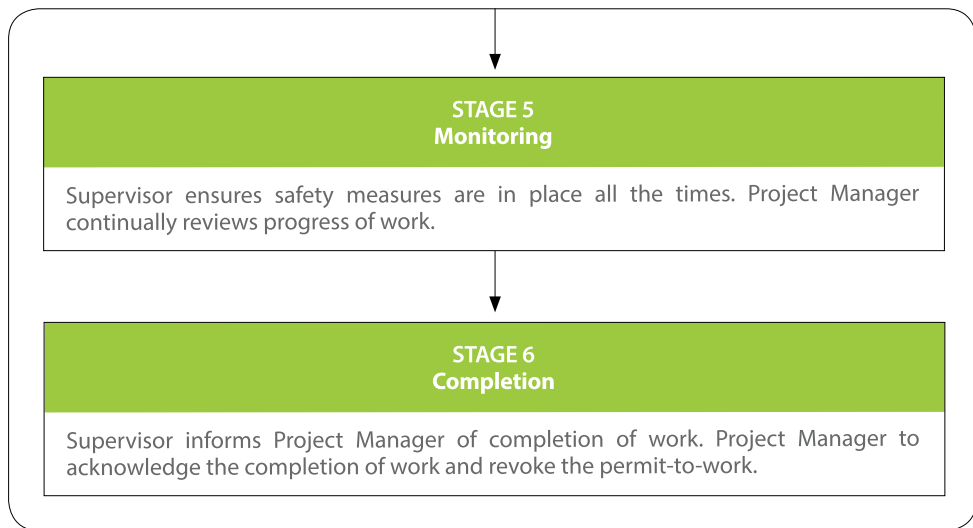 STAGE 5
Monitoring
Supervisor ensures safety measures are in place all the times. Project Manager
continually reviews progress of work.
STAGE 6
Completion
Supervisor informs Project Manager of completion of work. Project Manager to
acknowledge the completion of work and revoke the permit-to-work.